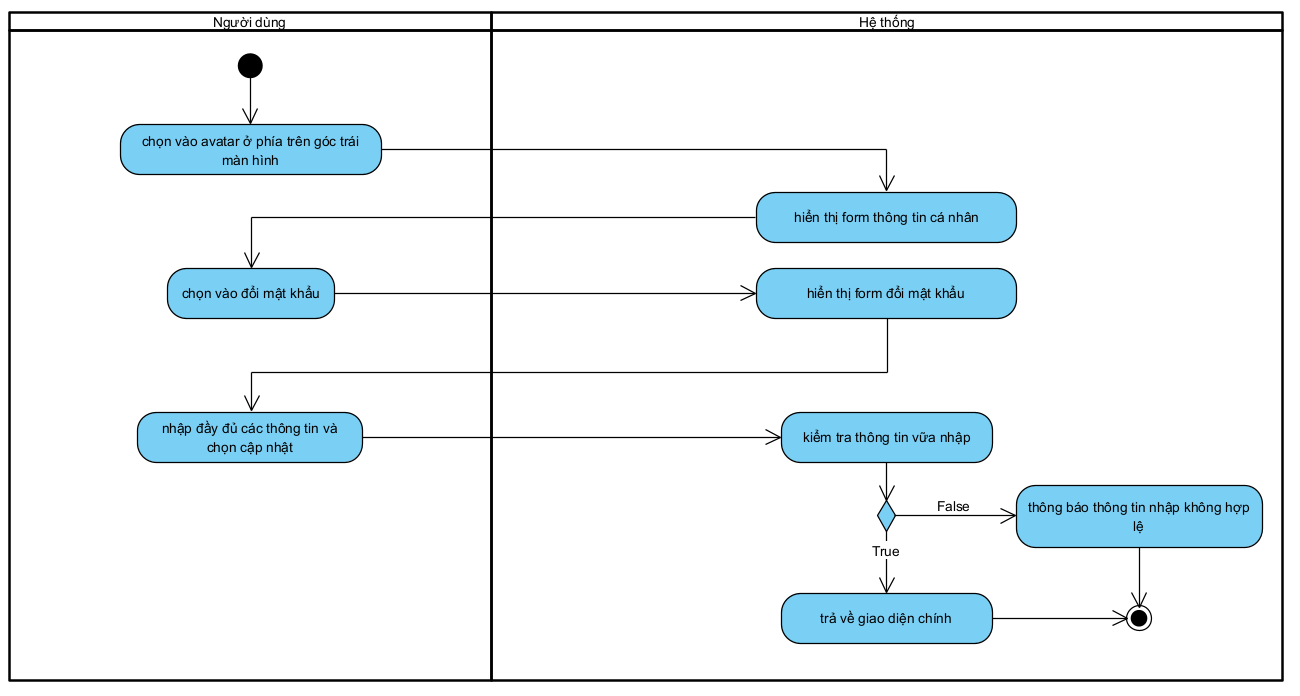 Người dùng
Hệ thống
chọn vào avatar ở phía trên góc trái
màn hình
hiển thị form thông tin cá nhân
chọn vào đổi mật khẩu
hiển thị form đổi mật khẩu
nhập đầy đủ các thông tin và
chọn cập nhật
kiểm tra thông tin vữa nhập
False
thông báo thông tin nhập không hợp
lệ
True
trả về giao diện chính